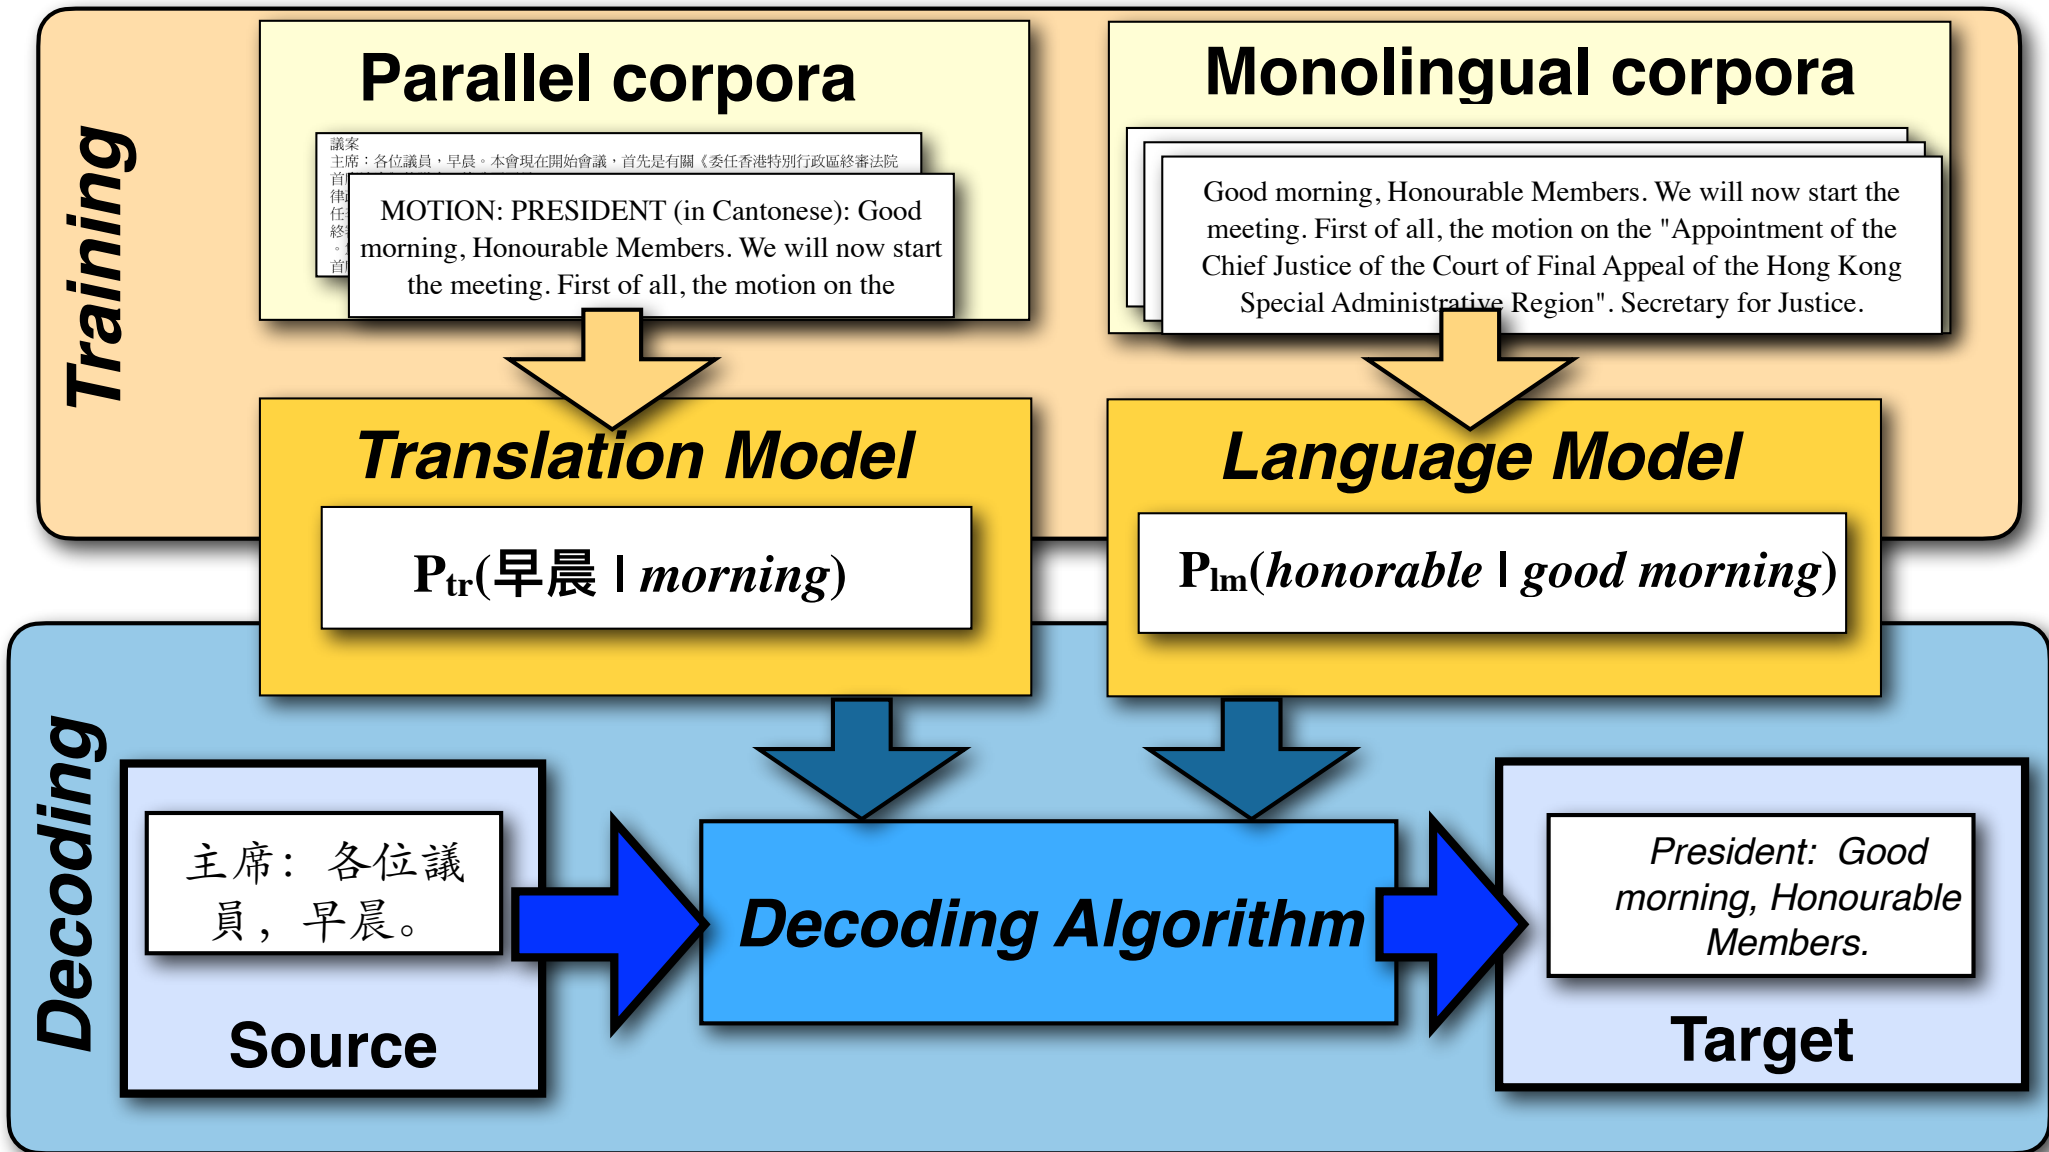 Training
Parallel corpora
議案
主席：各位議員，早晨。本會現在開始會議，首先是有關《委任香港特別行政區終審法院
首
律
任
終
。
首
MOTION: PRESIDENT (in Cantonese): Good
morning, Honourable Members. We will now start
the meeting. First of all, the motion on the
Monolingual corpora
Good morning, Honourable Members. We will now start the
meeting. First of all, the motion on the "Appointment of the
Chief Justice of the Court of Final Appeal of the Hong Kong
Special Administrative Region". Secretary for Justice.
Translation Model
Ptr(早晨 | morning)
Language Model
Plm(honorable | good morning)
Decoding
主席：各位議
員，早晨。
Source
Decoding Algorithm
President: Good
morning, Honourable
Members.
Target